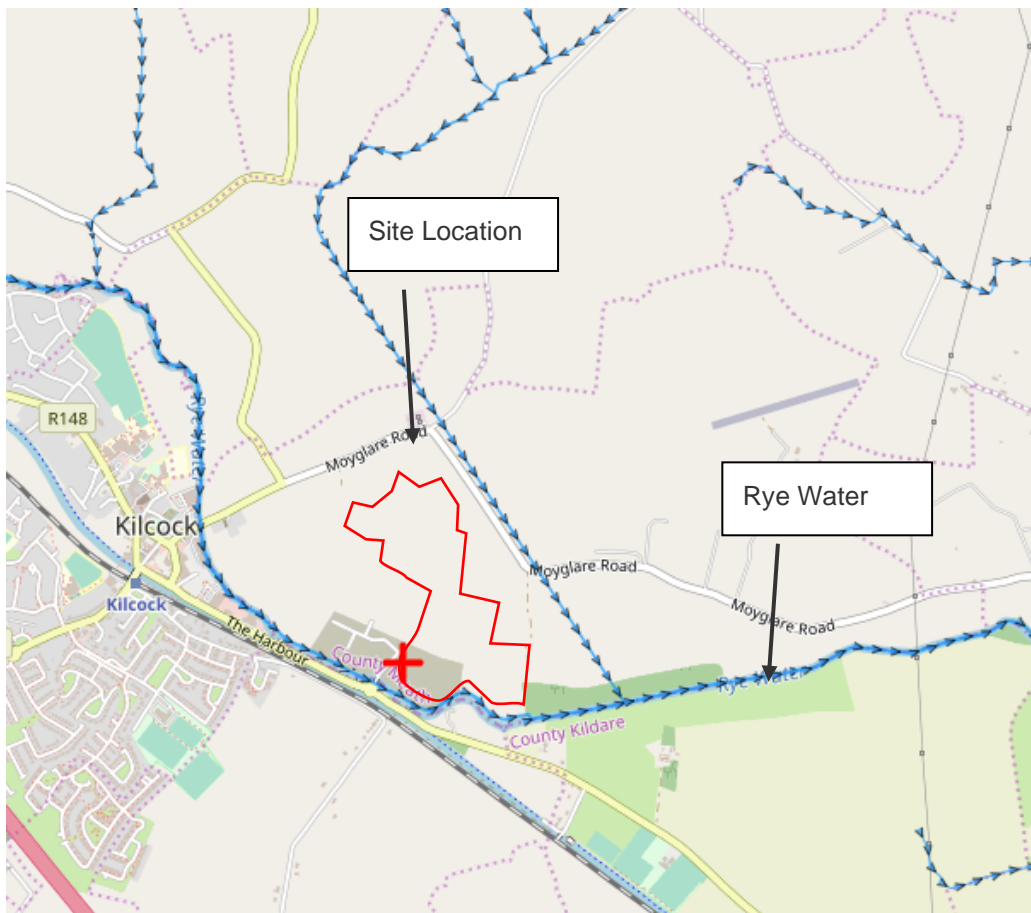 Site Location
R148
Rye Water
Moyglare Road
Rye Water
Kilcock
Moyglare Road
Kilcock
Moyglare Road
The Harbour
County Meath
Rye Water
County Kildare